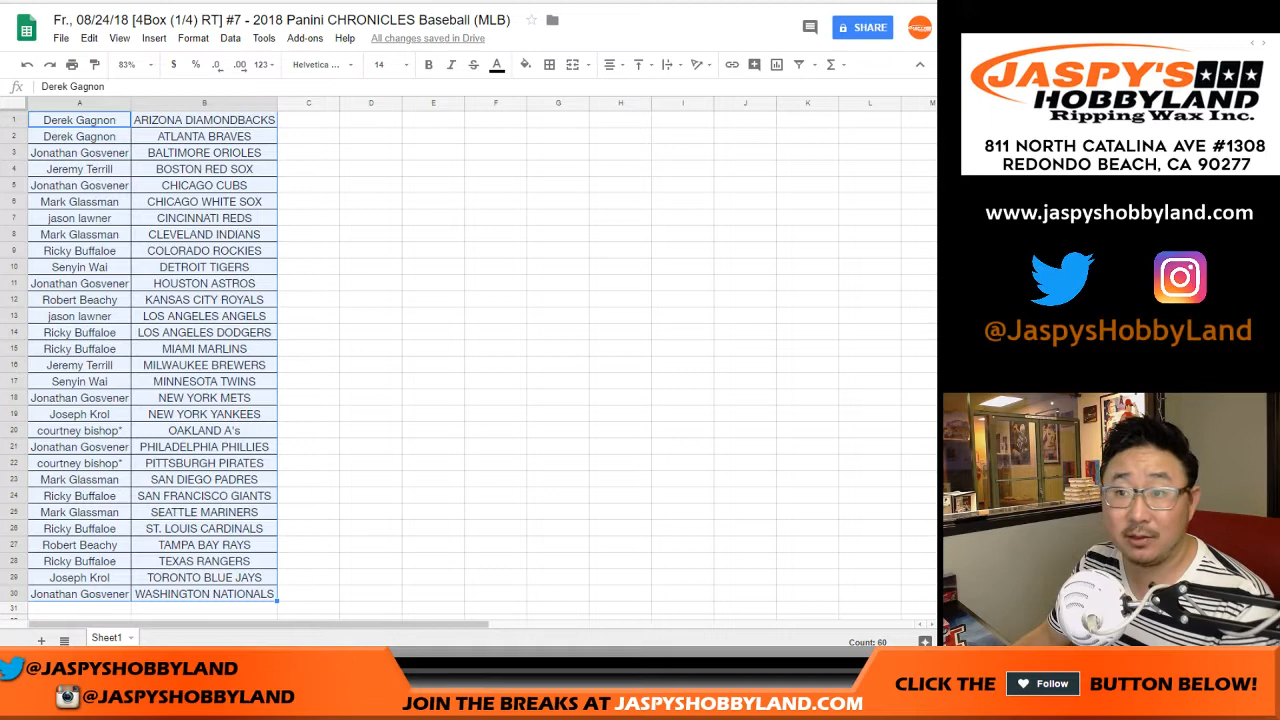 Fr., 08/24/18 [4Box (1/4) RT] #7 - 2018 Panini CHRONICLES Baseball (MLB)
File Edit View Insert Format Data Tools Add-ons Help All changes saved in Drive
SHARE
83% $ % .0 .00 123 Helvetica ... 14 B I S A
fx Derek Gagnon
A B C D E F G H I J K L M
1 Derek Gagnon ARIZONA DIAMONDBACKS
2 Derek Gagnon ATLANTA BRAVES
3 Jonathan Gosvener BALTIMORE ORIOLES
4 Jeremy Terrill BOSTON RED SOX
5 Jonathan Gosvener CHICAGO CUBS
6 Mark Glassman CHICAGO WHITE SOX
7 jason lawner CINCINNATI REDS
8 Mark Glassman CLEVELAND INDIANS
9 Ricky Buffaloe COLORADO ROCKIES
10 Senyin Wai DETROIT TIGERS
11 Jonathan Gosvener HOUSTON ASTROS
12 Robert Beachy KANSAS CITY ROYALS
13 jason lawner LOS ANGELES ANGELS
14 Ricky Buffaloe LOS ANGELES DODGERS
15 Ricky Buffaloe MIAMI MARLINS
16 Jeremy Terrill MILWAUKEE BREWERS
17 Senyin Wai MINNESOTA TWINS
18 Jonathan Gosvener NEW YORK METS
19 Joseph Krol NEW YORK YANKEES
20 courtney bishop* OAKLAND A's
21 Jonathan Gosvener PHILADELPHIA PHILLIES
22 courtney bishop* PITTSBURGH PIRATES
23 Mark Glassman SAN DIEGO PADRES
24 Ricky Buffaloe SAN FRANCISCO GIANTS
25 Mark Glassman SEATTLE MARINERS
26 Ricky Buffaloe ST. LOUIS CARDINALS
27 Robert Beachy TAMPA BAY RAYS
28 Ricky Buffaloe TEXAS RANGERS
29 Joseph Krol TORONTO BLUE JAYS
30 Jonathan Gosvener WASHINGTON NATIONALS
31
Sheet1
Count: 60
JASPY'S
HOBBYLAND
Ripping Wax Inc.
811 NORTH CATALINA AVE #1308
REDONDO BEACH, CA 90277
www.jaspyshobbyland.com
@JaspysHobbyLand
@JASPYSHOBBYLAND
@JASPYSHOBBYLAND
JOIN THE BREAKS AT JASPYSHOBBYLAND.COM
CLICK THE Follow BUTTON BELOW!